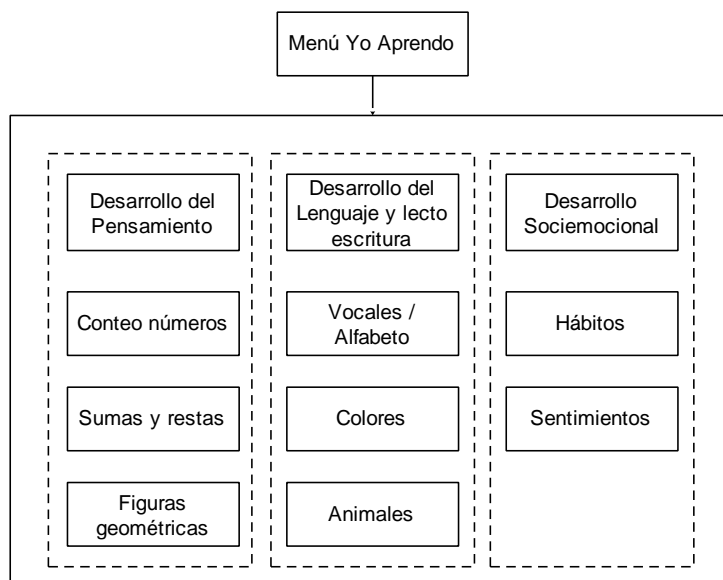 Menú Yo Aprendo
Desarrollo del
Pensamiento
Conteo números
Sumas y restas
Figuras
geométricas
Desarrollo del
Lenguaje y lecto
escritura
Vocales /
Alfabeto
Colores
Animales
Desarrollo
Sociemocional
Hábitos
Sentimientos